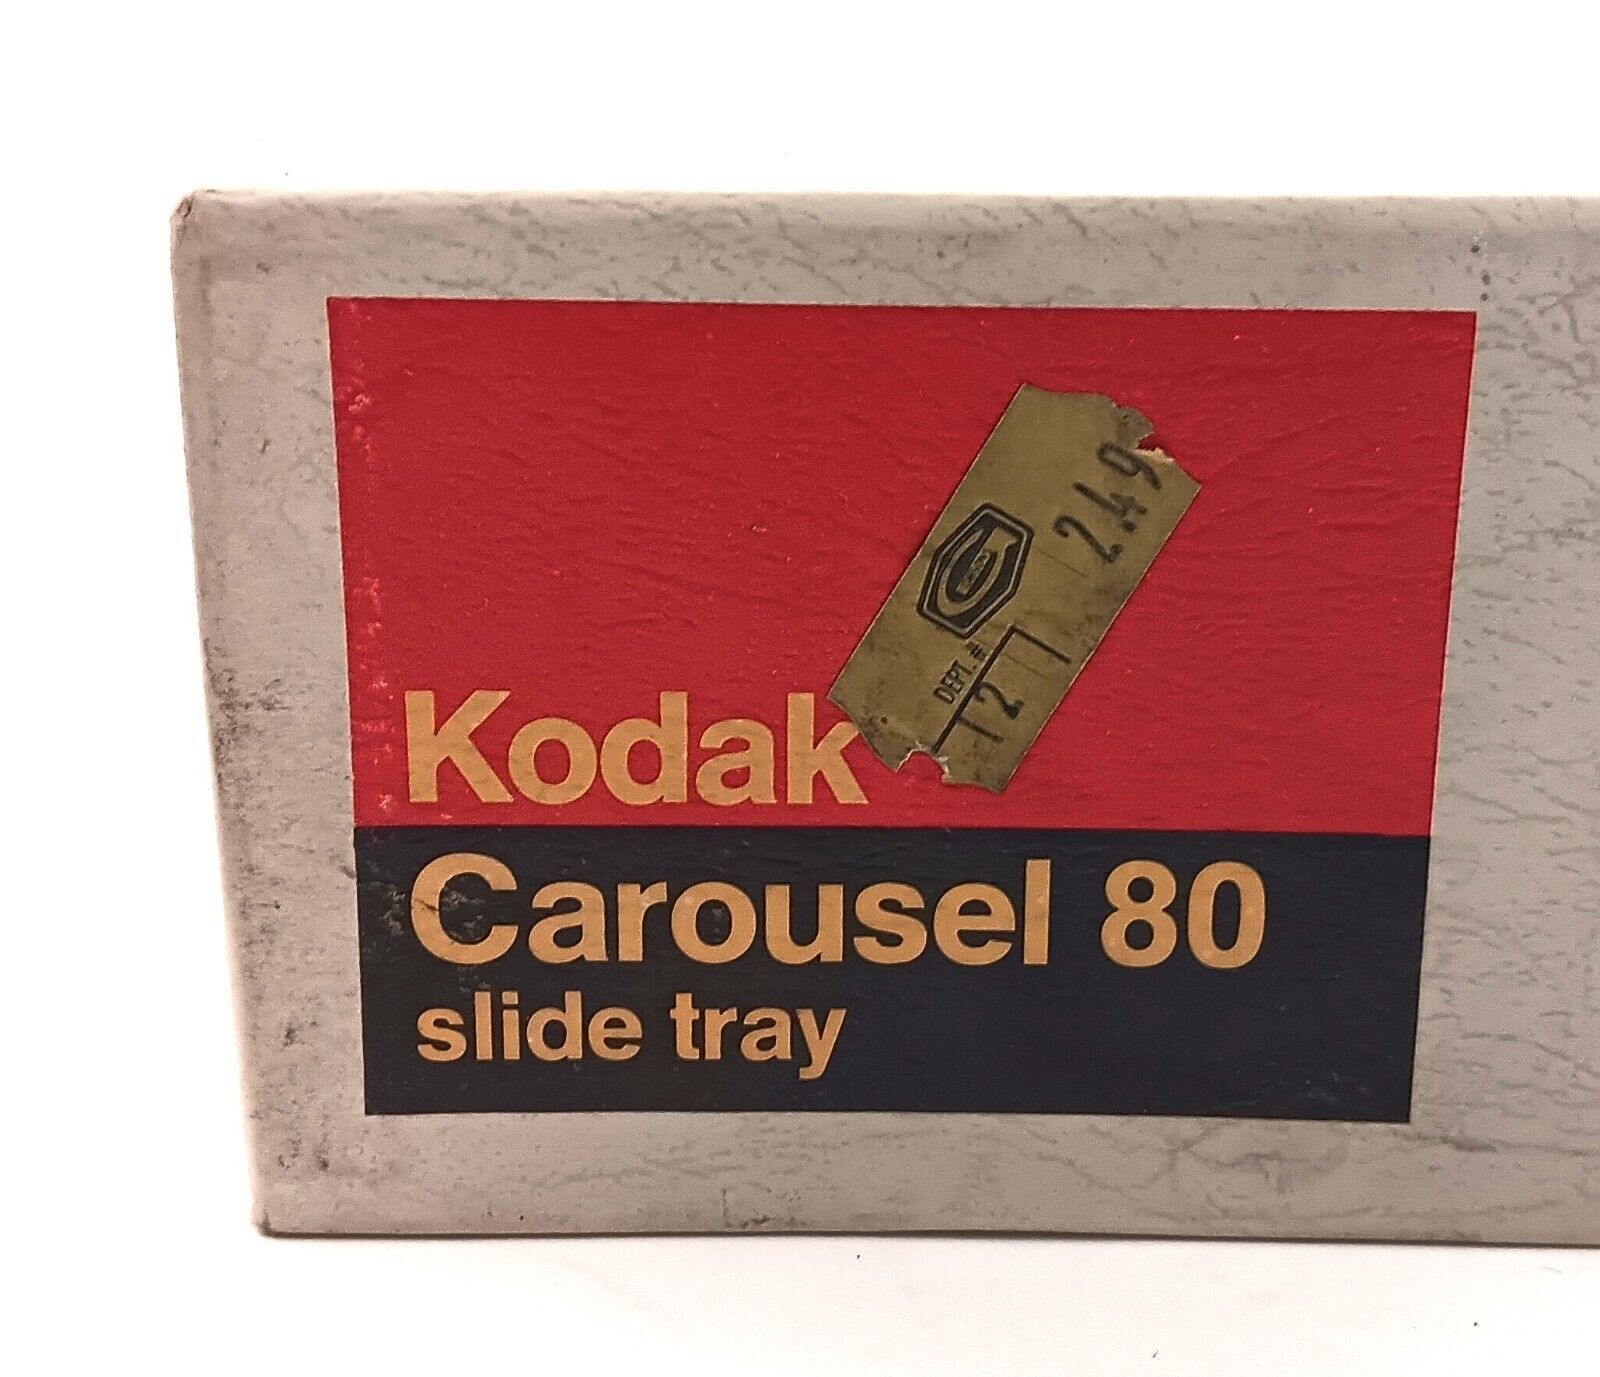 2.49
DEPT. #
12
Kodak
Carousel 80
slide tray